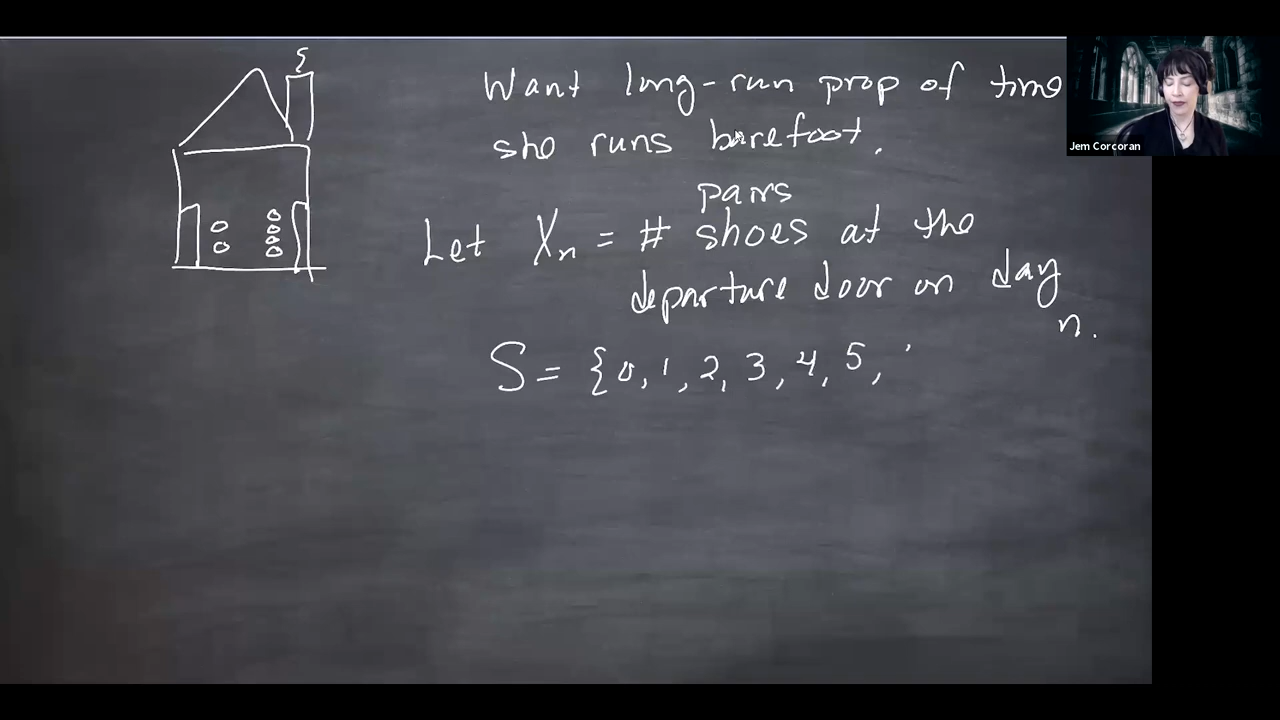 Want long-run prop of time
she runs barefoot.
pairs
Let Xn = # shoes at the
departure door on day
n.
S = {0, 1, 2, 3, 4, 5,
Jem Corcoran